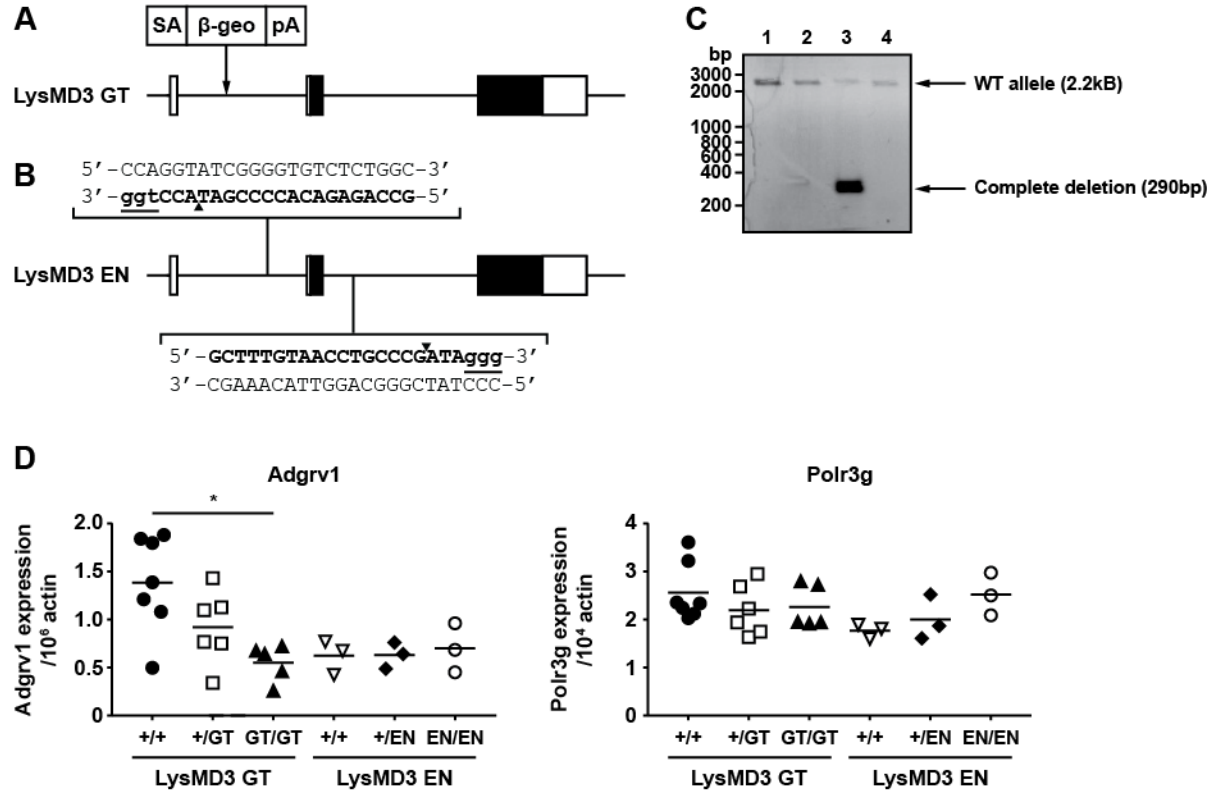 A
SA β-geo pA
LysMD3 GT
B
5’-CCAGGTATCGGGGTGTCTCTGGC-3’
3’-ggtCCATAGCCCCACAGAGACCG-5’
LysMD3 EN
5’-GCTTTGTAACCTGCCCGATAggg-3’
3’-CGAAACATTGGACGGGCTATCCC-5’
C
1 2 3 4
bp
3000
2000
1000
800
600
400
200
WT allele (2.2kB)
Complete deletion (290bp)
D
Adgrv1
*
Adgrv1 expression
/10⁶ actin
2.0
1.5
1.0
0.5
0
+/+ +/GT GT/GT +/+ +/EN EN/EN
LysMD3 GT LysMD3 EN
Polr3g
Polr3g expression
/10⁴ actin
4
3
2
1
0
+/+ +/GT GT/GT +/+ +/EN EN/EN
LysMD3 GT LysMD3 EN